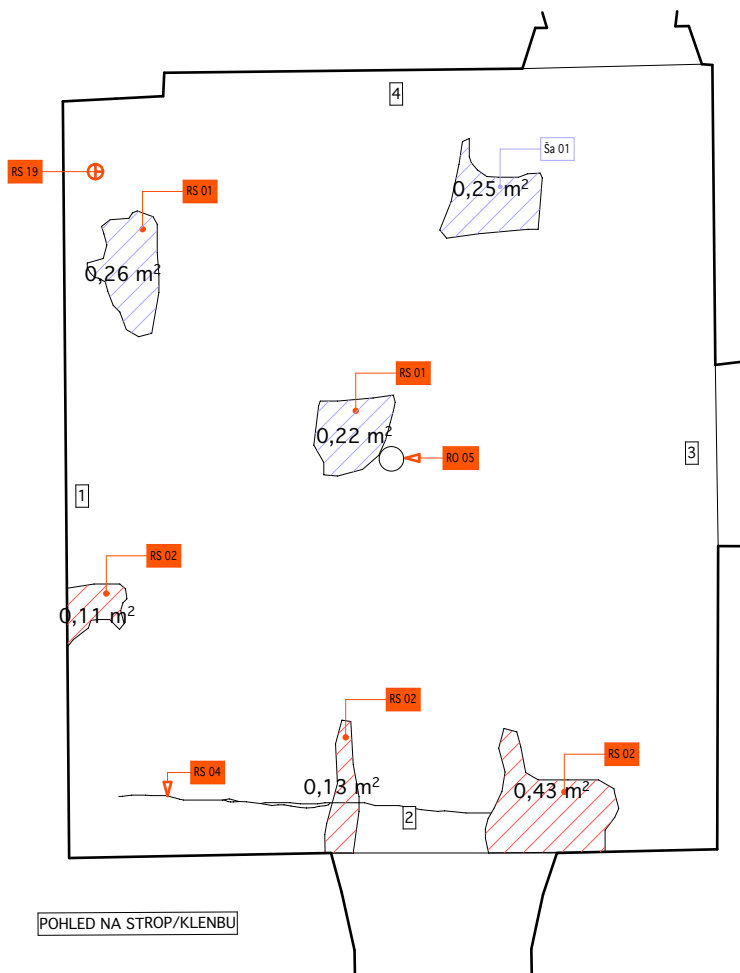 4
Ša 01
RS 19
RS 01
0,25 m²
0,26 m²
RS 01
0,22 m²
3
RO 05
1
RS 02
0,11 m²
RS 02
RS 02
RS 04
0,13 m²
0,43 m²
2
POHLED NA STROP/KLENBU